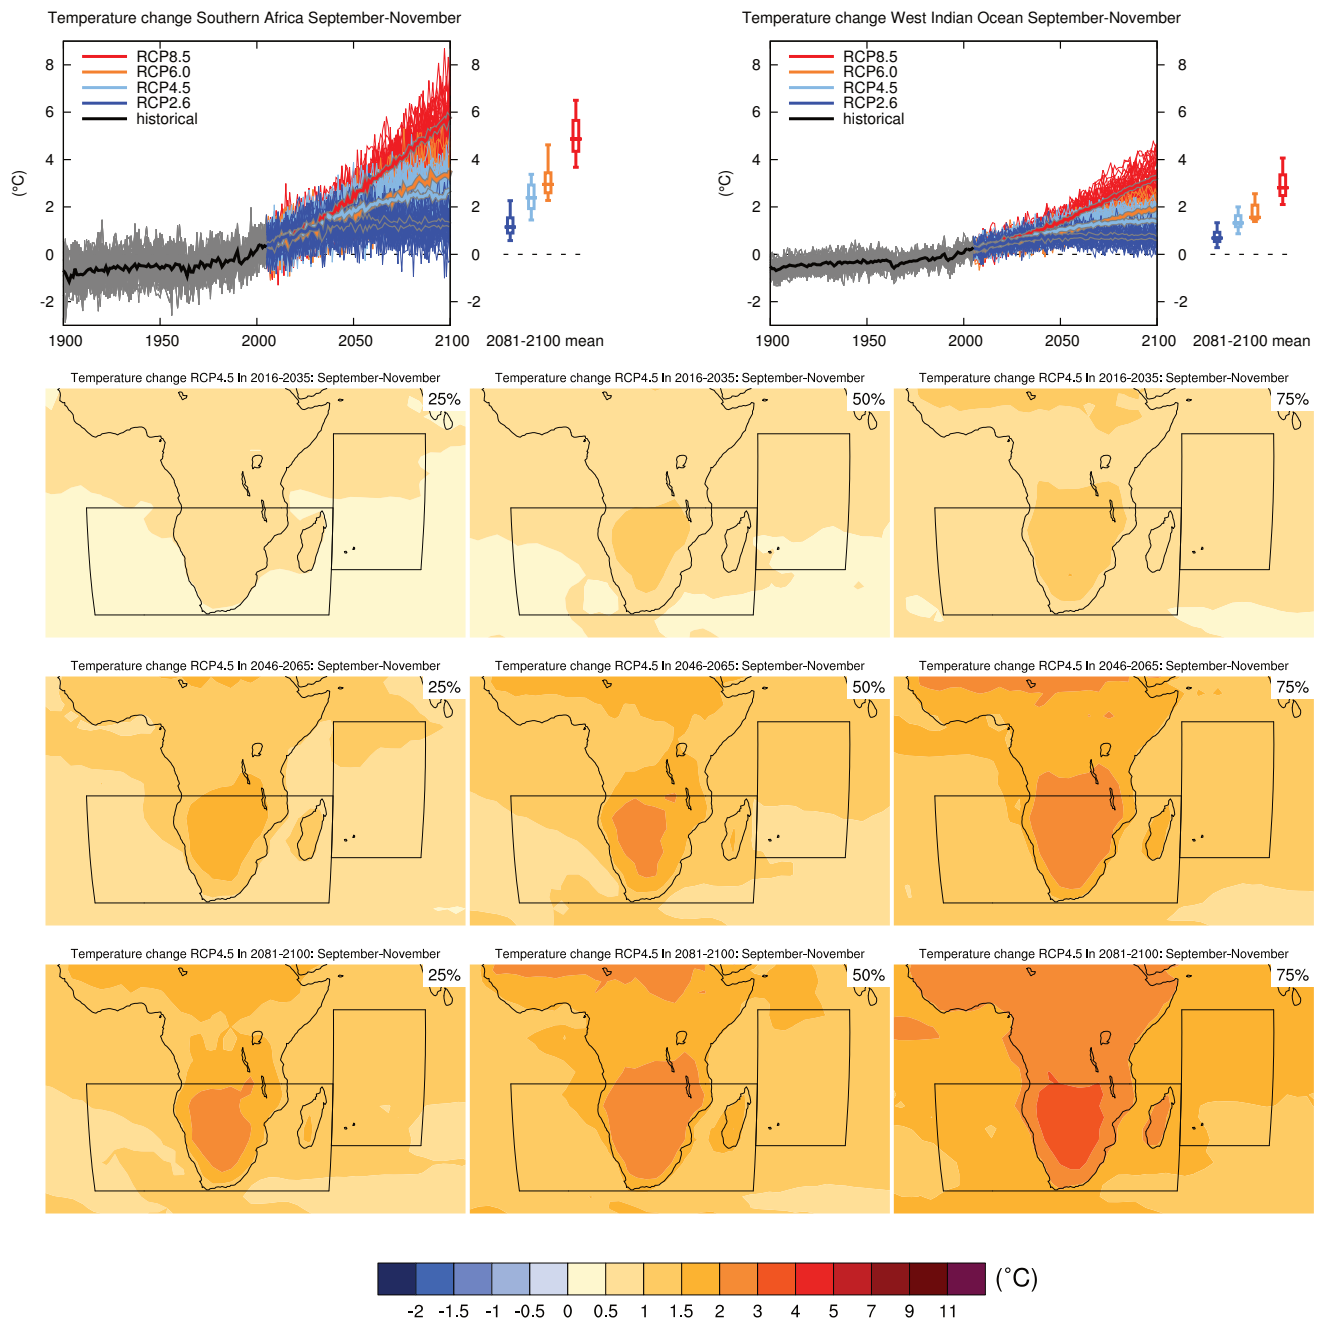 Temperature change Southern Africa September-November
8
6
4
2
0
-2
(°C)
RCP8.5
RCP6.0
RCP4.5
RCP2.6
historical
8
6
4
2
0
-2
1900 1950 2000 2050 2100 2081-2100 mean
Temperature change West Indian Ocean September-November
8
6
4
2
0
-2
(°C)
RCP8.5
RCP6.0
RCP4.5
RCP2.6
historical
8
6
4
2
0
-2
1900 1950 2000 2050 2100 2081-2100 mean
Temperature change RCP4.5 in 2016-2035: September-November
25%
Temperature change RCP4.5 in 2016-2035: September-November
50%
Temperature change RCP4.5 in 2016-2035: September-November
75%
Temperature change RCP4.5 in 2046-2065: September-November
25%
Temperature change RCP4.5 in 2046-2065: September-November
50%
Temperature change RCP4.5 in 2046-2065: September-November
75%
Temperature change RCP4.5 in 2081-2100: September-November
25%
Temperature change RCP4.5 in 2081-2100: September-November
50%
Temperature change RCP4.5 in 2081-2100: September-November
75%
(°C)
-2 -1.5 -1 -0.5 0 0.5 1 1.5 2 3 4 5 7 9 11